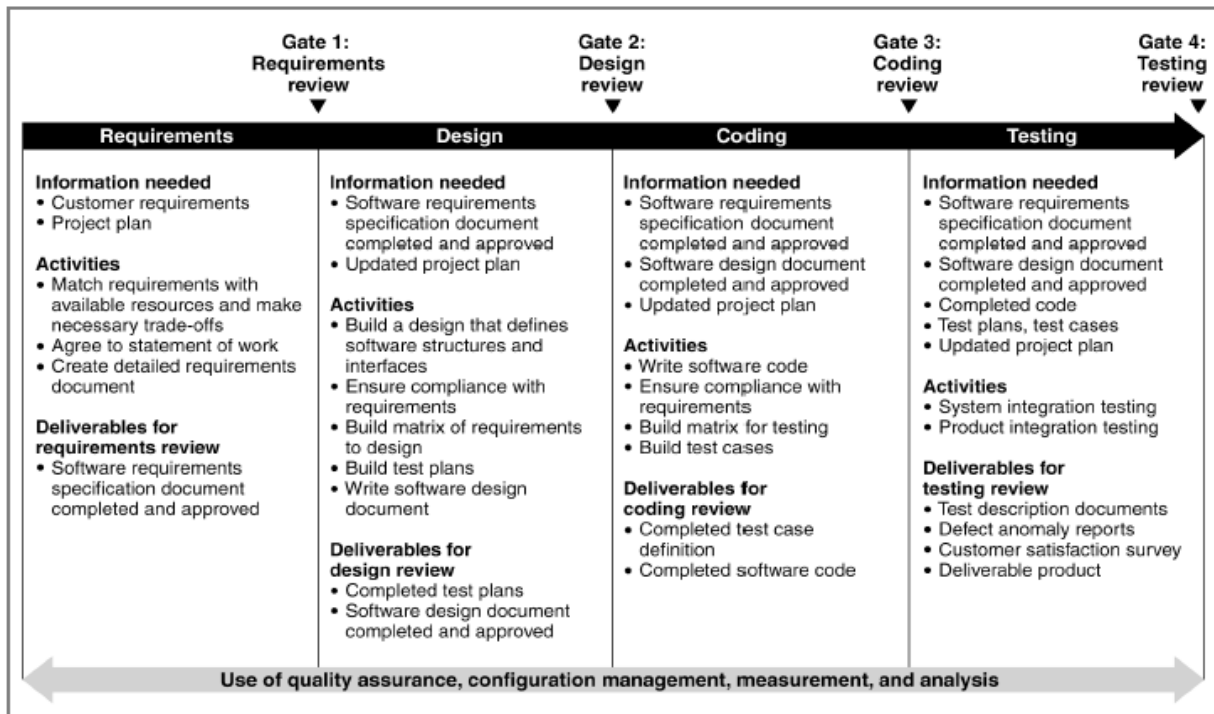 Gate 1:
Requirements
review
Gate 2:
Design
review
Gate 3:
Coding
review
Gate 4:
Testing
review
Requirements
Design
Coding
Testing
Information needed
• Customer requirements
• Project plan
Activities
• Match requirements with
available resources and make
necessary trade-offs
• Agree to statement of work
• Create detailed requirements
document
Deliverables for
requirements review
• Software requirements
specification document
completed and approved
Information needed
• Software requirements
specification document
completed and approved
• Updated project plan
Activities
• Build a design that defines
software structures and
interfaces
• Ensure compliance with
requirements
• Build matrix of requirements
to design
• Build test plans
• Write software design
document
Deliverables for
design review
• Completed test plans
• Software design document
completed and approved
Information needed
• Software requirements
specification document
completed and approved
• Software design document
completed and approved
• Updated project plan
Activities
• Write software code
• Ensure compliance with
requirements
• Build matrix for testing
• Build test cases
Deliverables for
coding review
• Completed test case
definition
• Completed software code
Information needed
• Software requirements
specification document
completed and approved
• Software design document
completed and approved
• Completed code
• Test plans, test cases
• Updated project plan
Activities
• System integration testing
• Product integration testing
Deliverables for
testing review
• Test description documents
• Defect anomaly reports
• Customer satisfaction survey
• Deliverable product
Use of quality assurance, configuration management, measurement, and analysis